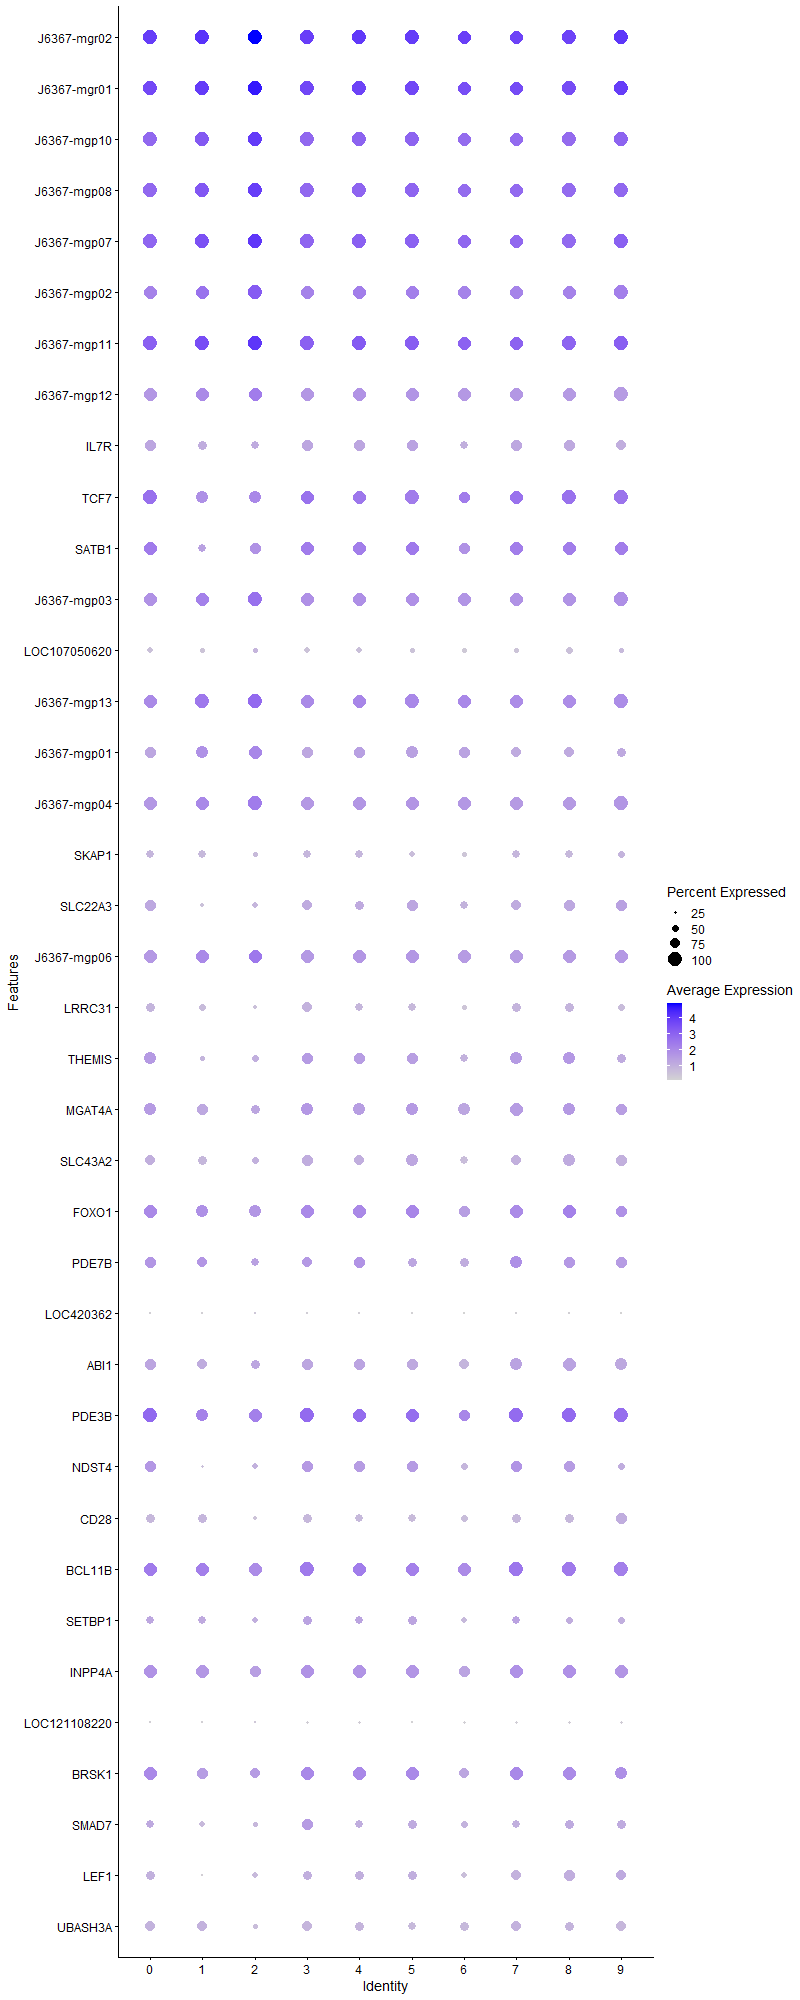 J6367-mgr02
J6367-mgr01
J6367-mgp10
J6367-mgp08
J6367-mgp07
J6367-mgp02
J6367-mgp11
J6367-mgp12
IL7R
TCF7
SATB1
J6367-mgp03
LOC107050620
J6367-mgp13
J6367-mgp01
J6367-mgp04
SKAP1
SLC22A3
J6367-mgp06
LRRC31
THEMIS
MGAT4A
SLC43A2
FOXO1
PDE7B
LOC420362
ABI1
PDE3B
NDST4
CD28
BCL11B
SETBP1
INPP4A
LOC121108220
BRSK1
SMAD7
LEF1
UBASH3A
Features
0 1 2 3 4 5 6 7 8 9
Identity
Percent Expressed
25
50
75
100
Average Expression
4
3
2
1